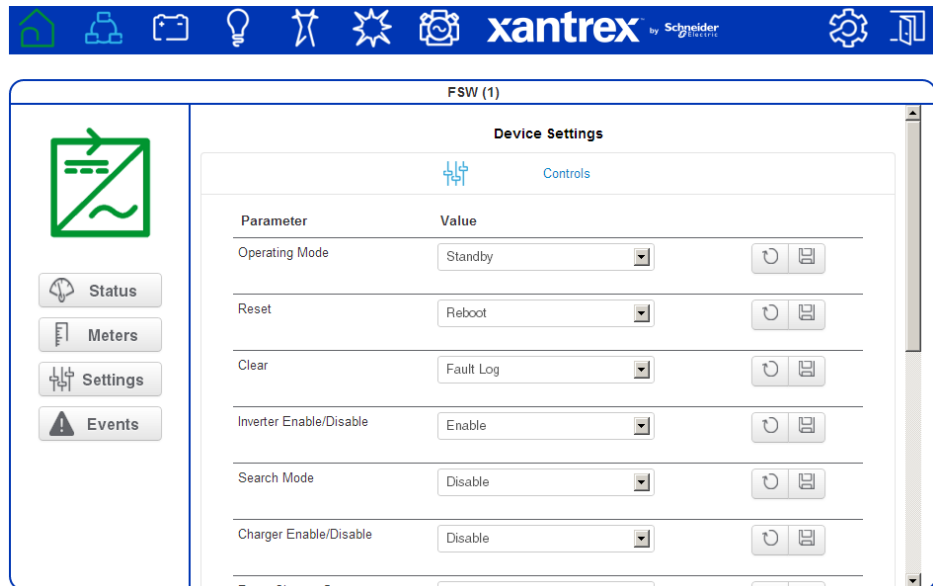 xantrex by Schneider Electric
FSW (1)
Device Settings
Controls
Parameter Value
Operating Mode Standby
Reset Reboot
Clear Fault Log
Inverter Enable/Disable Enable
Search Mode Disable
Charger Enable/Disable Disable
Status
Meters
Settings
Events